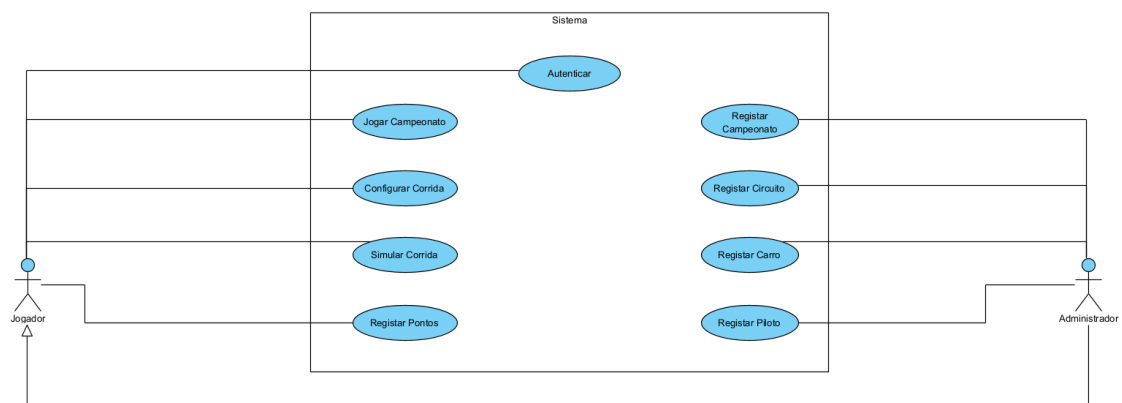 Sistema
Autenticar
Jogar Campeonato
Registar
Campeonato
Configurar Corrida
Registar Circuito
Simular Corrida
Registar Carro
Jogador
Registar Pontos
Registar Piloto
Administrador